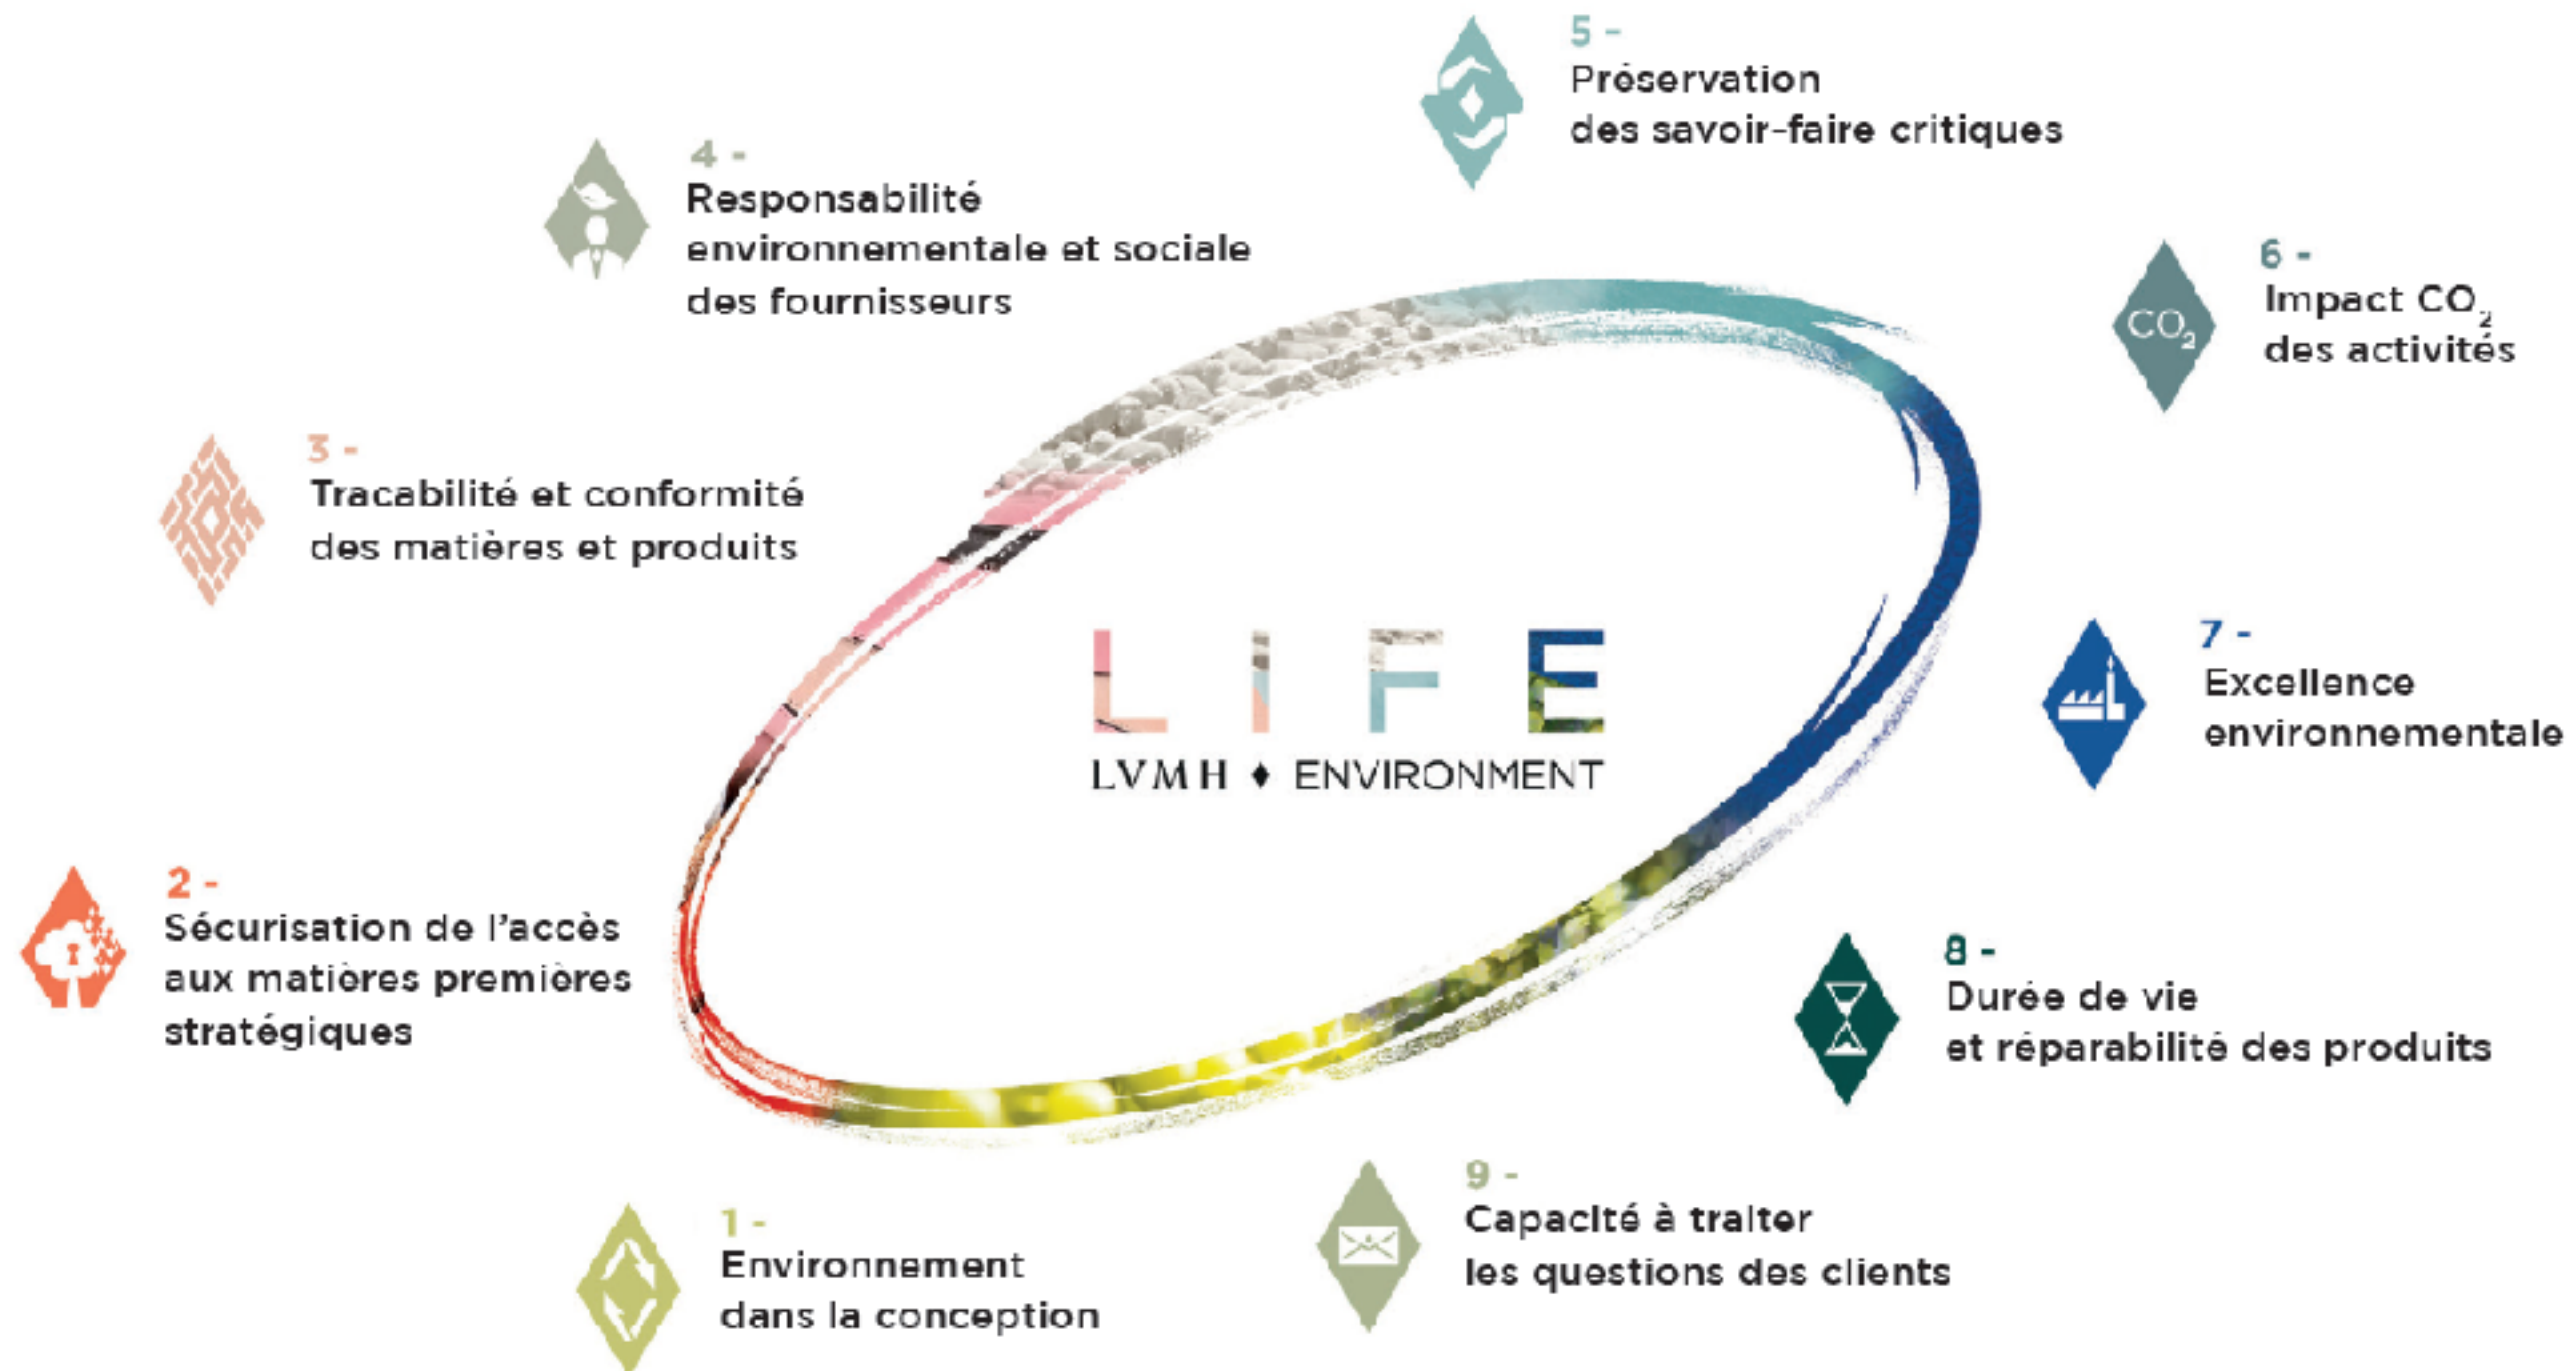 5 -
Préservation
des savoir-faire critiques
4 -
Responsabilité
environnementale et sociale
des fournisseurs
6 -
Impact CO₂
des activités
CO₂
3 -
Tracabilité et conformité
des matières et produits
LIFE
LVMH ♦ ENVIRONMENT
7 -
Excellence
environnementale
2 -
Sécurisation de l'accès
aux matières premières
stratégiques
8 -
Durée de vie
et réparabilité des produits
1 -
Environnement
dans la conception
9 -
Capacité à traiter
les questions des clients